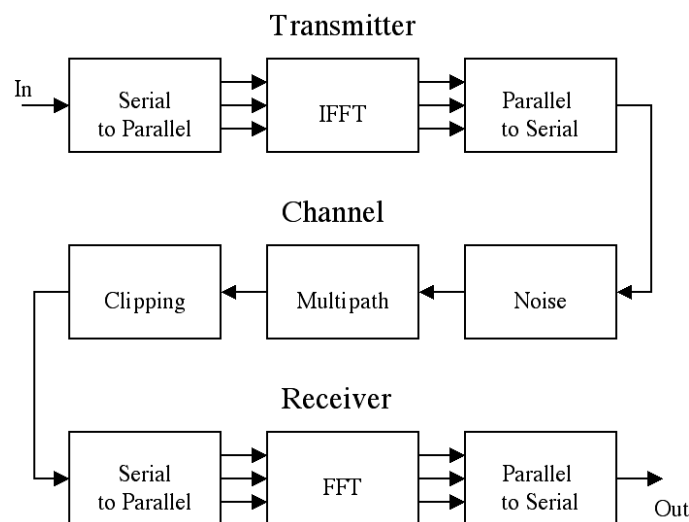 Transmitter
In
Serial
to Parallel
IFFT
Parallel
to Serial
Channel
Clipping
Multipath
Noise
Receiver
Serial
to Parallel
FFT
Parallel
to Serial
Out